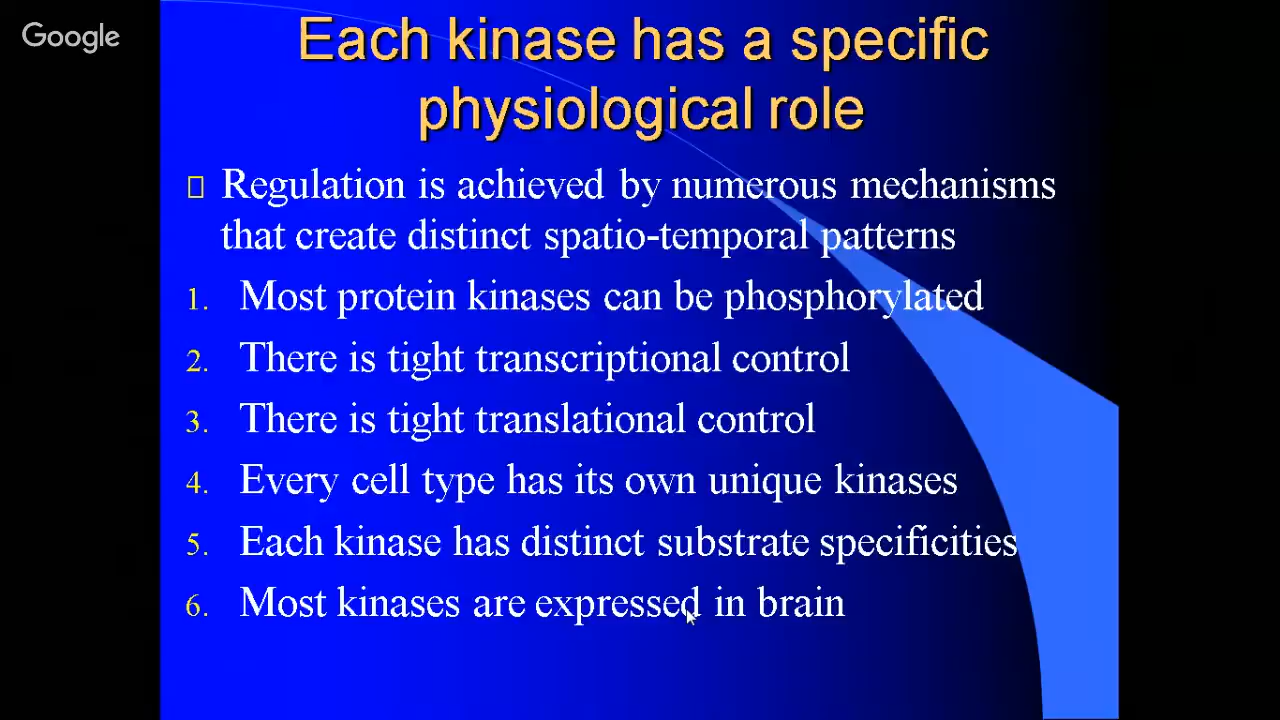 Google
Each kinase has a specific
physiological role
Regulation is achieved by numerous mechanisms
that create distinct spatio-temporal patterns
1. Most protein kinases can be phosphorylated
2. There is tight transcriptional control
3. There is tight translational control
4. Every cell type has its own unique kinases
5. Each kinase has distinct substrate specificities
6. Most kinases are expressed in brain